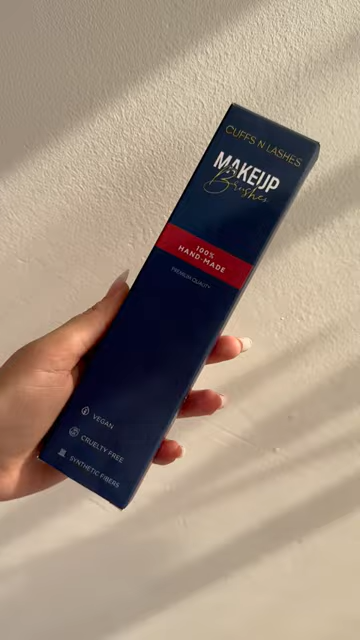 CUFFS N LASHES
MAKEUP
Brushes
100%
HAND-MADE
PREMIUM QUALITY
VEGAN
CRUELTY FREE
SYNTHETIC FIBERS